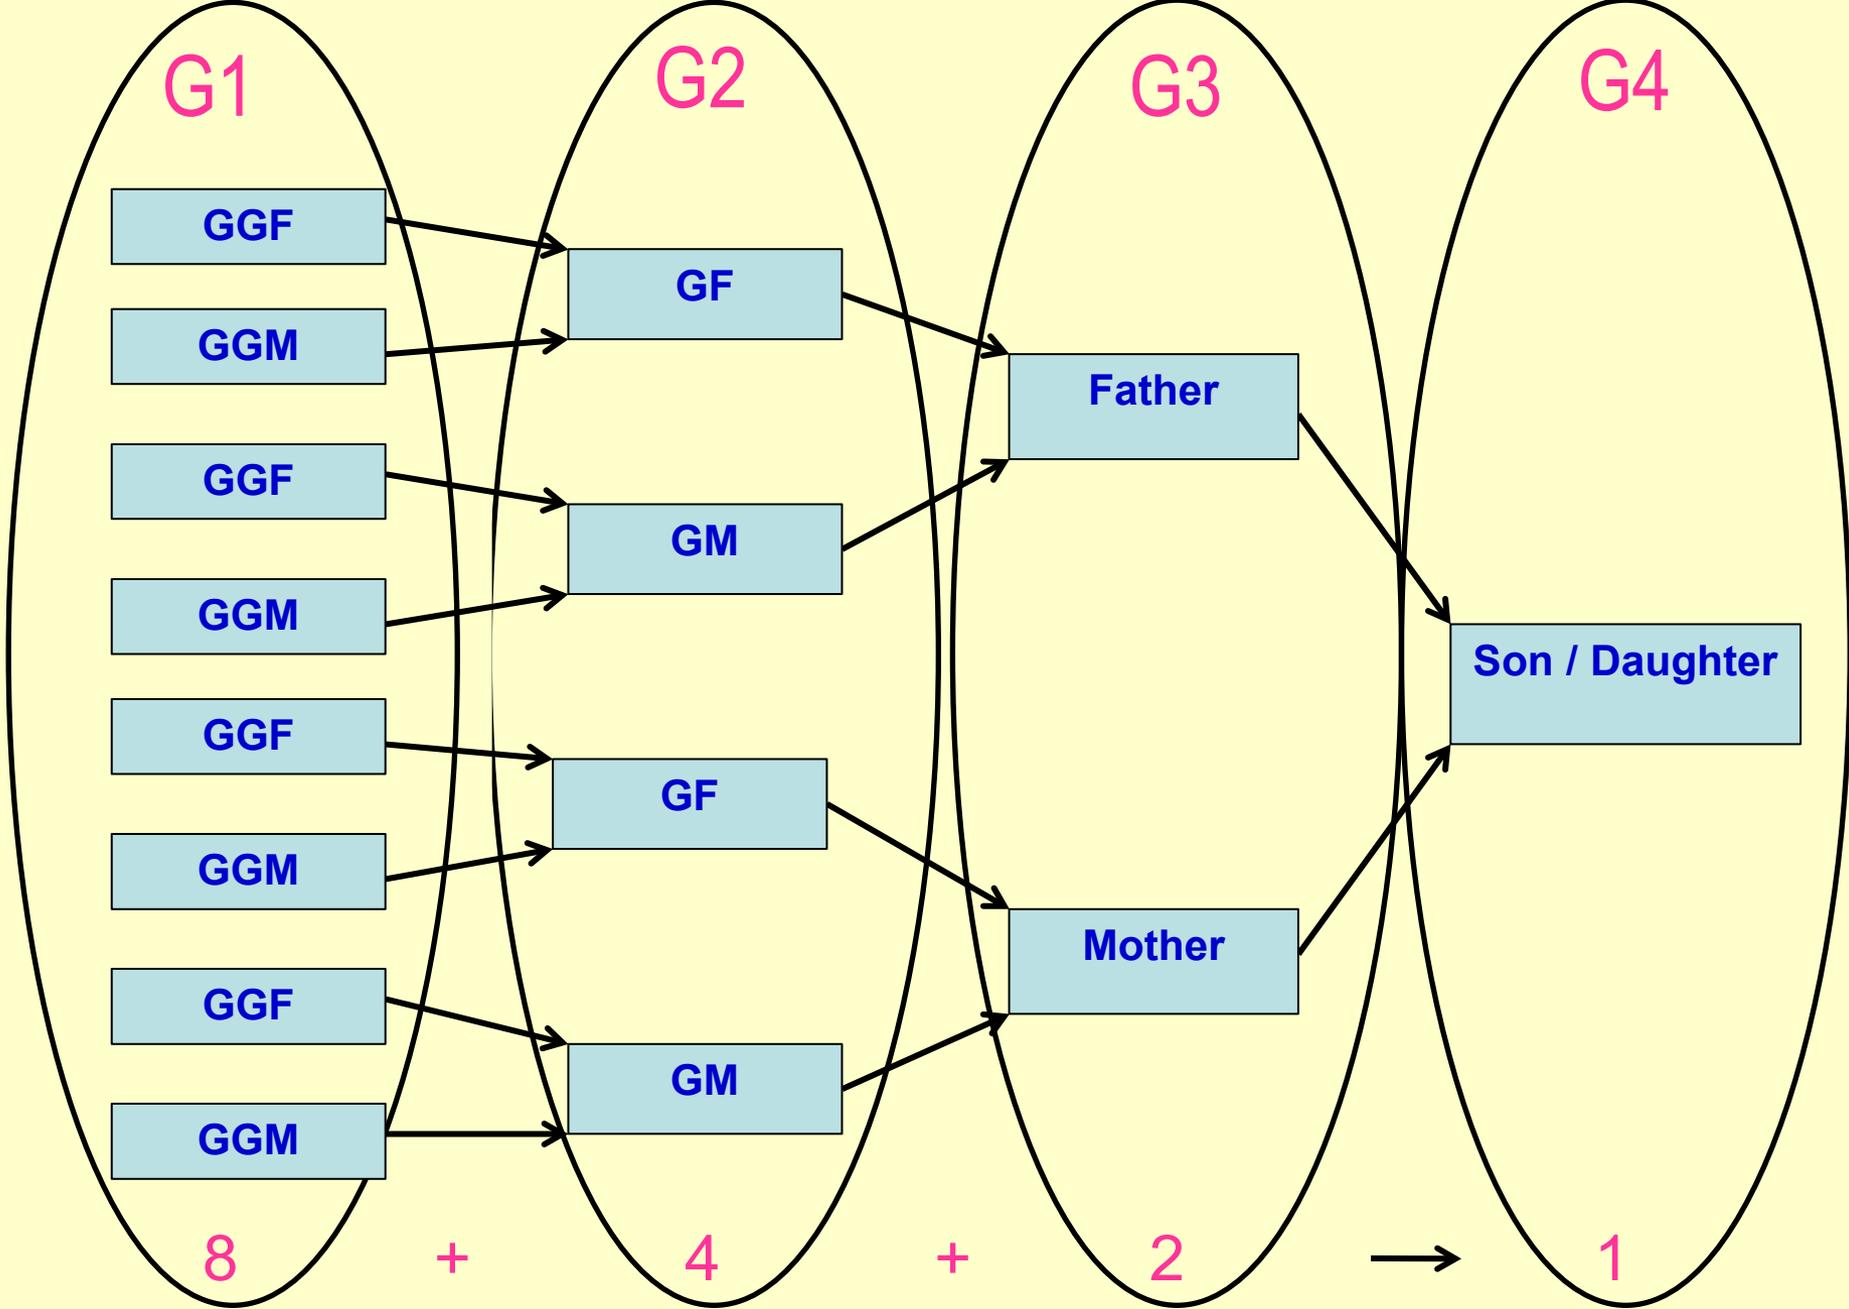 G1
G2
G3
G4
GGF
GGM
GGF
GGM
GGF
GGM
GGF
GGM
GF
GM
GF
GM
Father
Mother
Son / Daughter
8 + 4 + 2 → 1